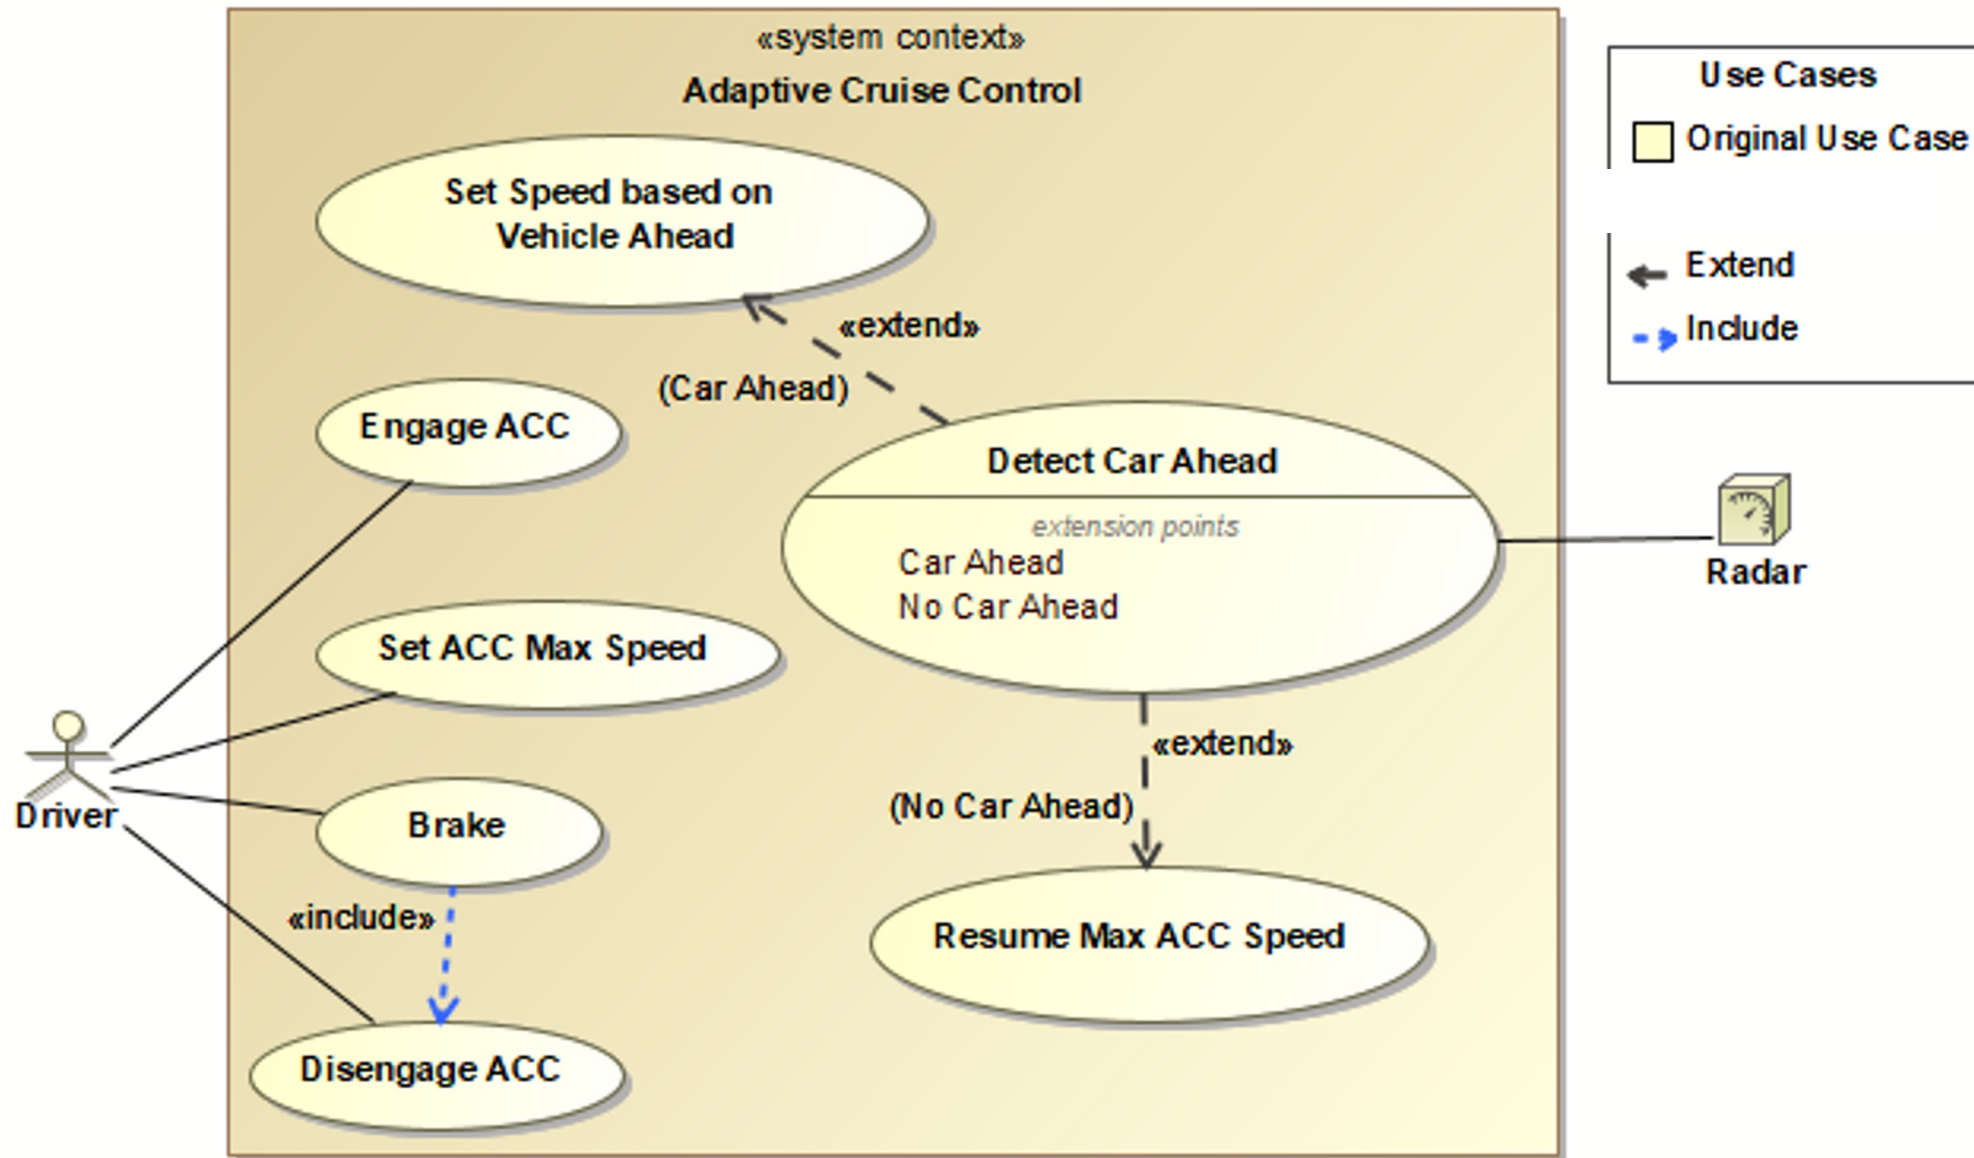 «system context»
Adaptive Cruise Control
Set Speed based on
Vehicle Ahead
«extend»
(Car Ahead)
Engage ACC
Detect Car Ahead
extension points
Car Ahead
No Car Ahead
Set ACC Max Speed
«extend»
(No Car Ahead)
Driver
Brake
«include»
Resume Max ACC Speed
Disengage ACC
Radar
Use Cases
Original Use Case
Extend
Include